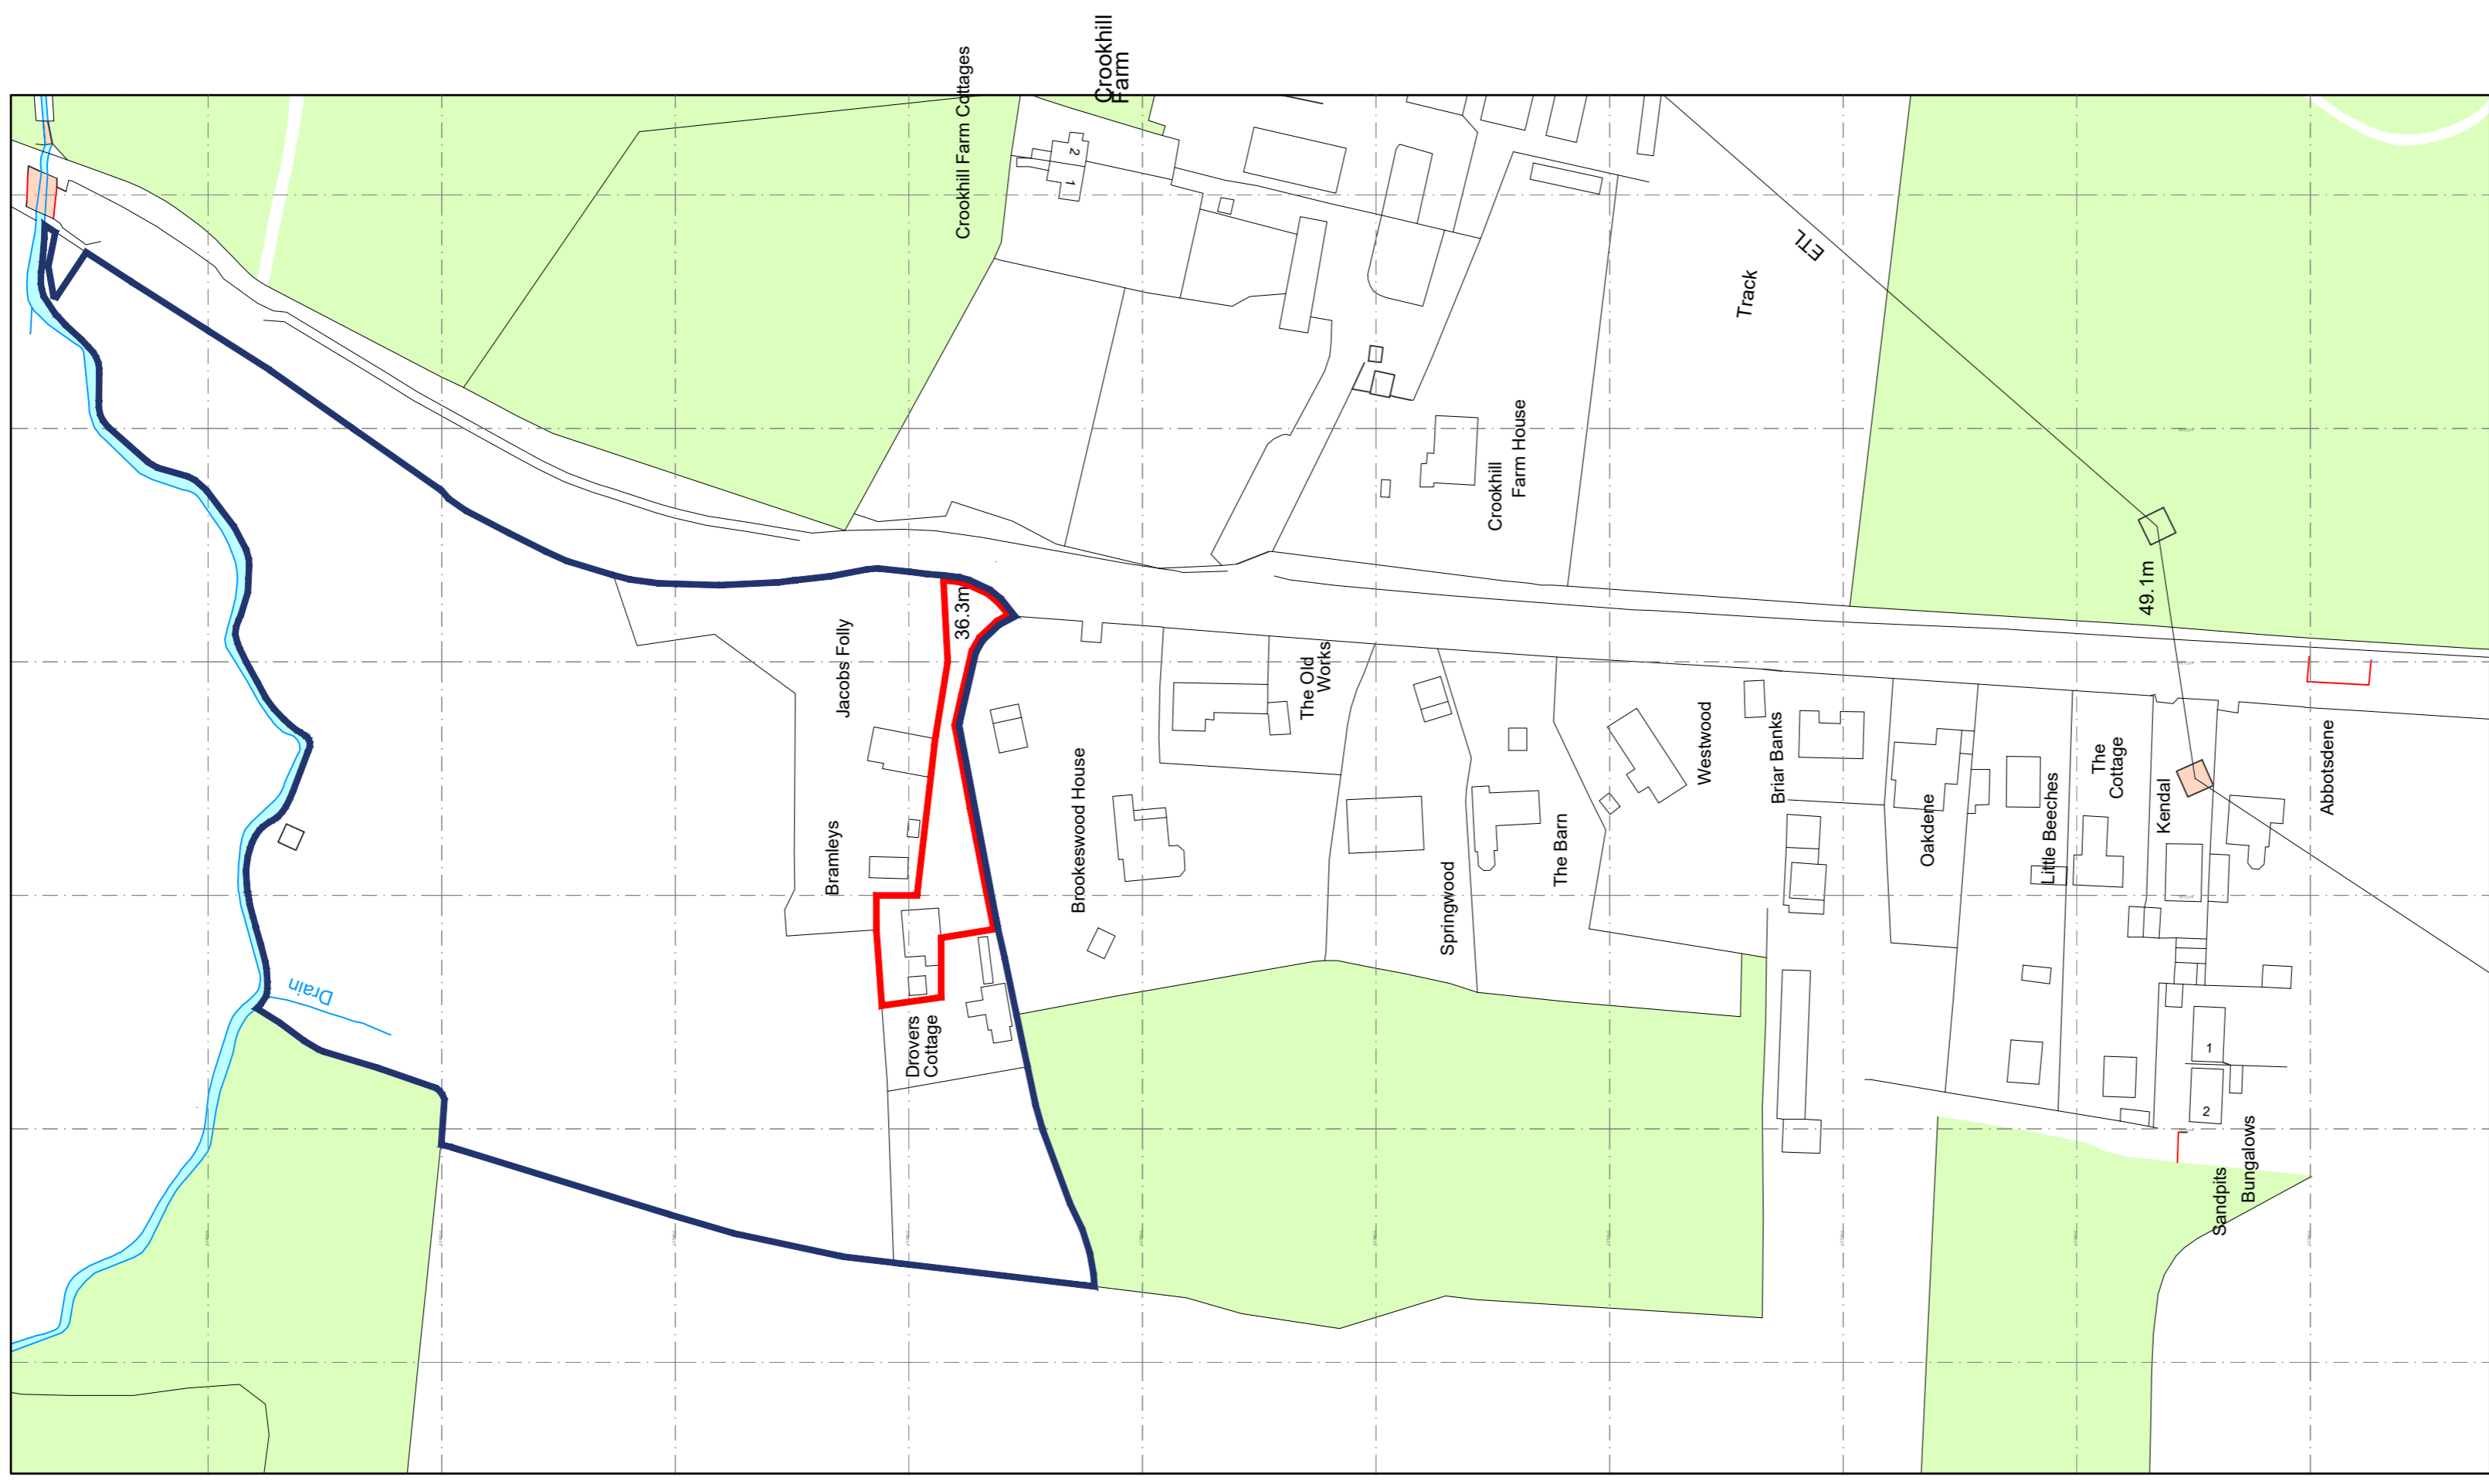 Crookhill Farm Cottages
Crookhill
Farm
2
1
ETL
Track
Crookhill
Farm House
49.1m
36.3m
Jacobs Folly
The Old
Works
Westwood
Briar Banks
The
Cottage
Abbotsdene
Bramleys
Brookeswood House
The Barn
Oakdene
Little Beeches
Kendal
Springwood
Drain
Drovers
Cottage
1
2
Sandpits
Bungalows